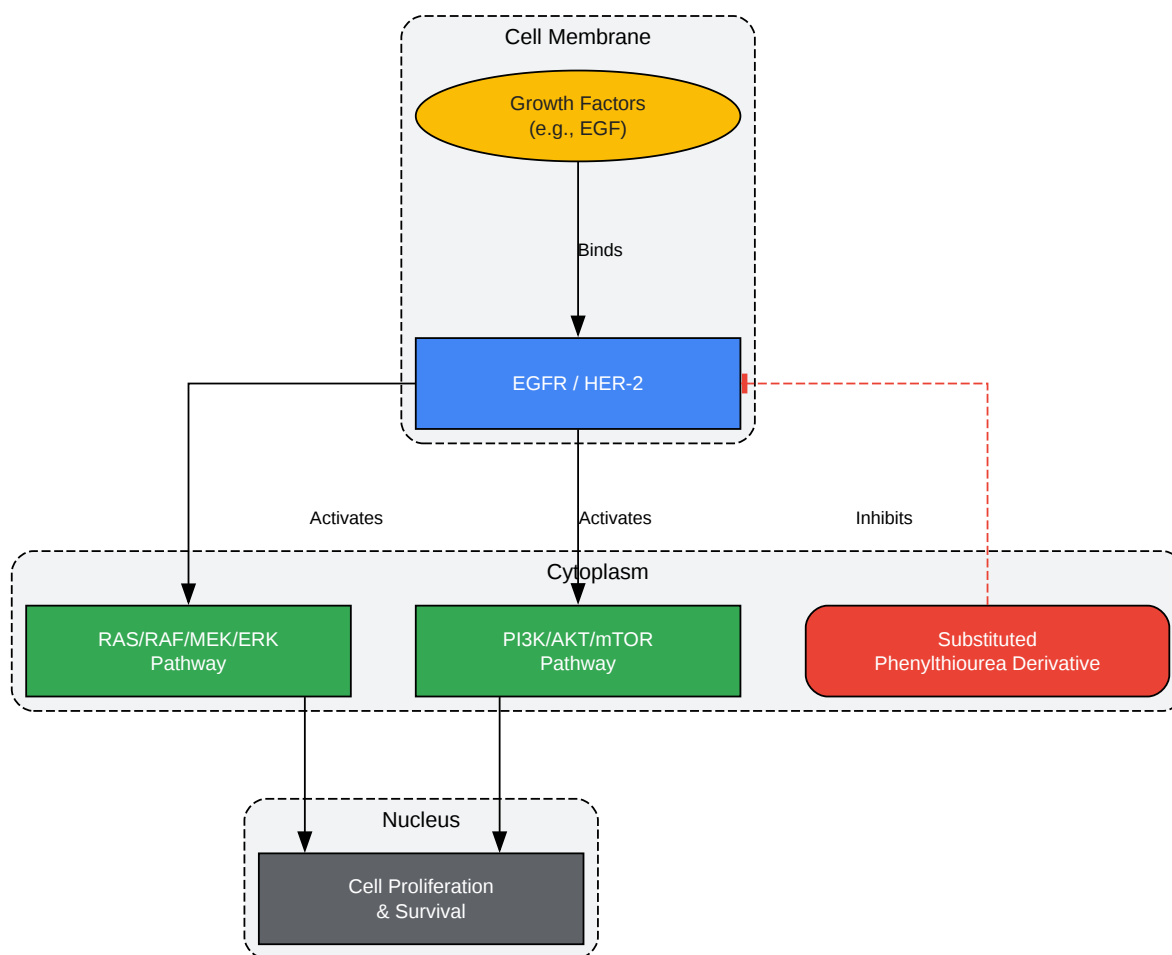 Cell Membrane
Growth Factors
(e.g., EGF)
Binds
EGFR / HER-2
Activates
Activates
Inhibits
Cytoplasm
RAS/RAF/MEK/ERK
Pathway
PI3K/AKT/mTOR
Pathway
Substituted
Phenylthiourea Derivative
Nucleus
Cell Proliferation
& Survival